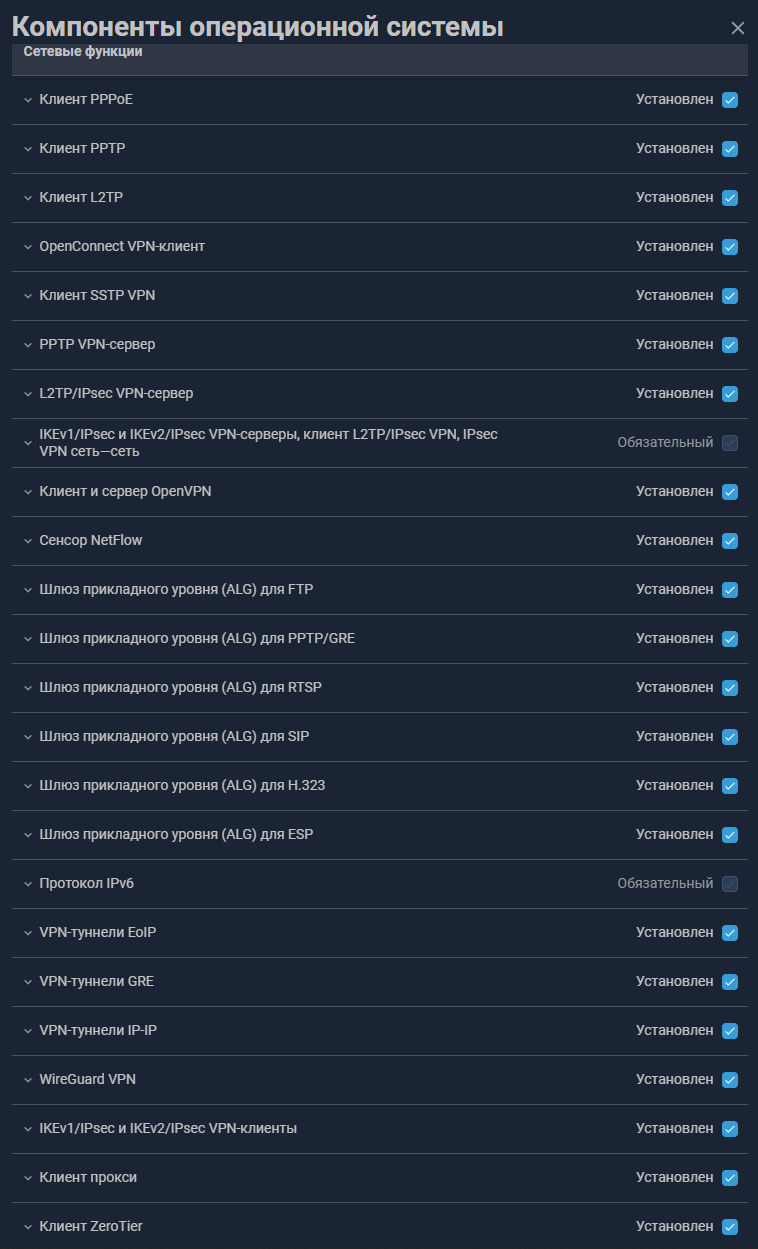 Компоненты операционной системы
Сетевые функции
Клиент PPPoE Установлен
Клиент PPTP Установлен
Клиент L2TP Установлен
OpenConnect VPN-клиент Установлен
Клиент SSTP VPN Установлен
PPTP VPN-сервер Установлен
L2TP/IPsec VPN-сервер Установлен
IKEv1/IPsec и IKEv2/IPsec VPN-серверы, клиент L2TP/IPsec VPN, IPsec
VPN сеть—сеть Обязательный
Клиент и сервер OpenVPN Установлен
Сенсор NetFlow Установлен
Шлюз прикладного уровня (ALG) для FTP Установлен
Шлюз прикладного уровня (ALG) для PPTP/GRE Установлен
Шлюз прикладного уровня (ALG) для RTSP Установлен
Шлюз прикладного уровня (ALG) для SIP Установлен
Шлюз прикладного уровня (ALG) для H.323 Установлен
Шлюз прикладного уровня (ALG) для ESP Установлен
Протокол IPv6 Обязательный
VPN-туннели EoIP Установлен
VPN-туннели GRE Установлен
VPN-туннели IP-IP Установлен
WireGuard VPN Установлен
IKEv1/IPsec и IKEv2/IPsec VPN-клиенты Установлен
Клиент прокси Установлен
Клиент ZeroTier Установлен